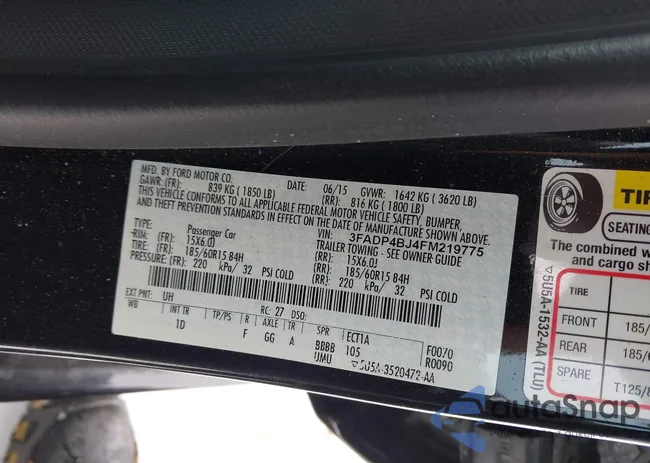 MFD. BY FORD MOTOR CO.
DATE: 06/15 GVWR: 1642 KG ( 3620 LB)
GAWR: (FR): 839 KG ( 1850 LB) (RR): 816 KG ( 1800 LB)
THIS VEHICLE CONFORMS TO ALL APPLICABLE FEDERAL MOTOR VEHICLE SAFETY, BUMPER,
AND THEFT PREVENTION STANDARDS IN EFFECT ON THE DATE OF MANUFACTURE SHOWN ABOVE.
VIN: 3FADP4BJ4FM219775
TYPE: Passenger Car TIRE/RIM/TRAILER TOWING - SEE OWNER GUIDE
RIM: 15X6.0J 15X6.0J
(FR): 185/60R15 84H (RR): 185/60R15 84H
PRESSURE: (FR): 220 kPa/ 32 PSI COLD (RR): 220 kPa/ 32 PSI COLD
EXT PNT: UH RC: 27 DSO:
WB INT TR TP/PS R AXLE TR SPR ECT1A F0070
1D F GG A BBBB 105 R0090
UMU 5U5A-3520472-AA
5U5A-1532-AA (TLU)
SEATING
The combined w
and cargo sh
TIRE
FRONT 185/
REAR 185/6
SPARE T125/8
autoSnap